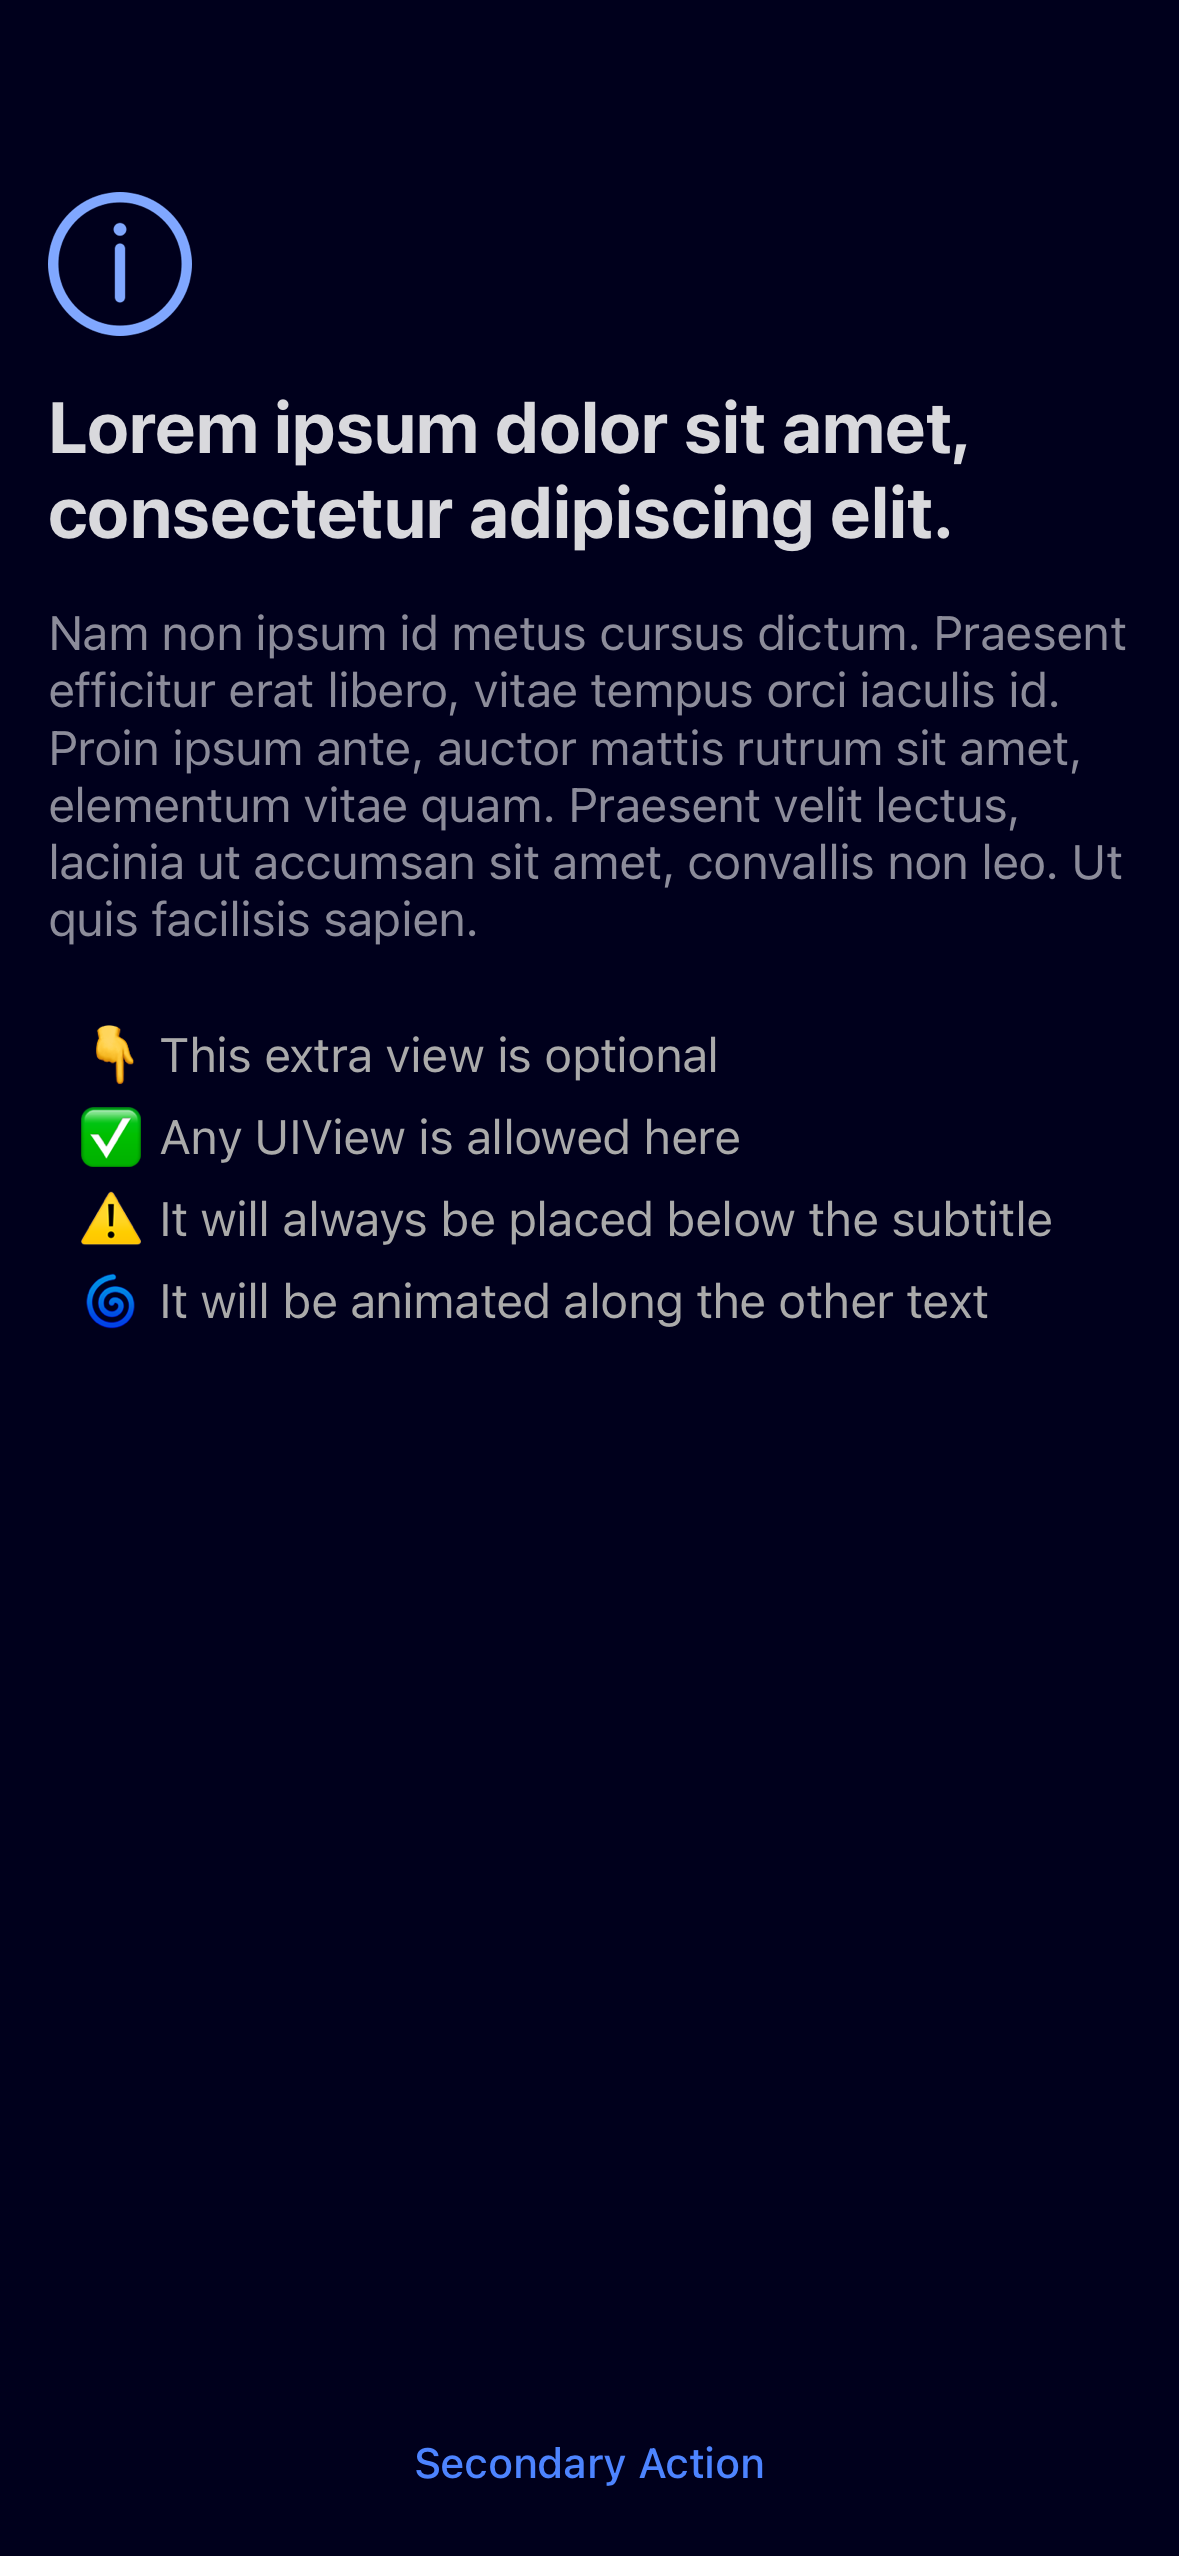 Lorem ipsum dolor sit amet,
consectetur adipiscing elit.
Nam non ipsum id metus cursus dictum. Praesent
efficitur erat libero, vitae tempus orci iaculis id.
Proin ipsum ante, auctor mattis rutrum sit amet,
elementum vitae quam. Praesent velit lectus,
lacinia ut accumsan sit amet, convallis non leo. Ut
quis facilisis sapien.
👇 This extra view is optional
✅ Any UIView is allowed here
⚠️ It will always be placed below the subtitle
🌀 It will be animated along the other text
Secondary Action